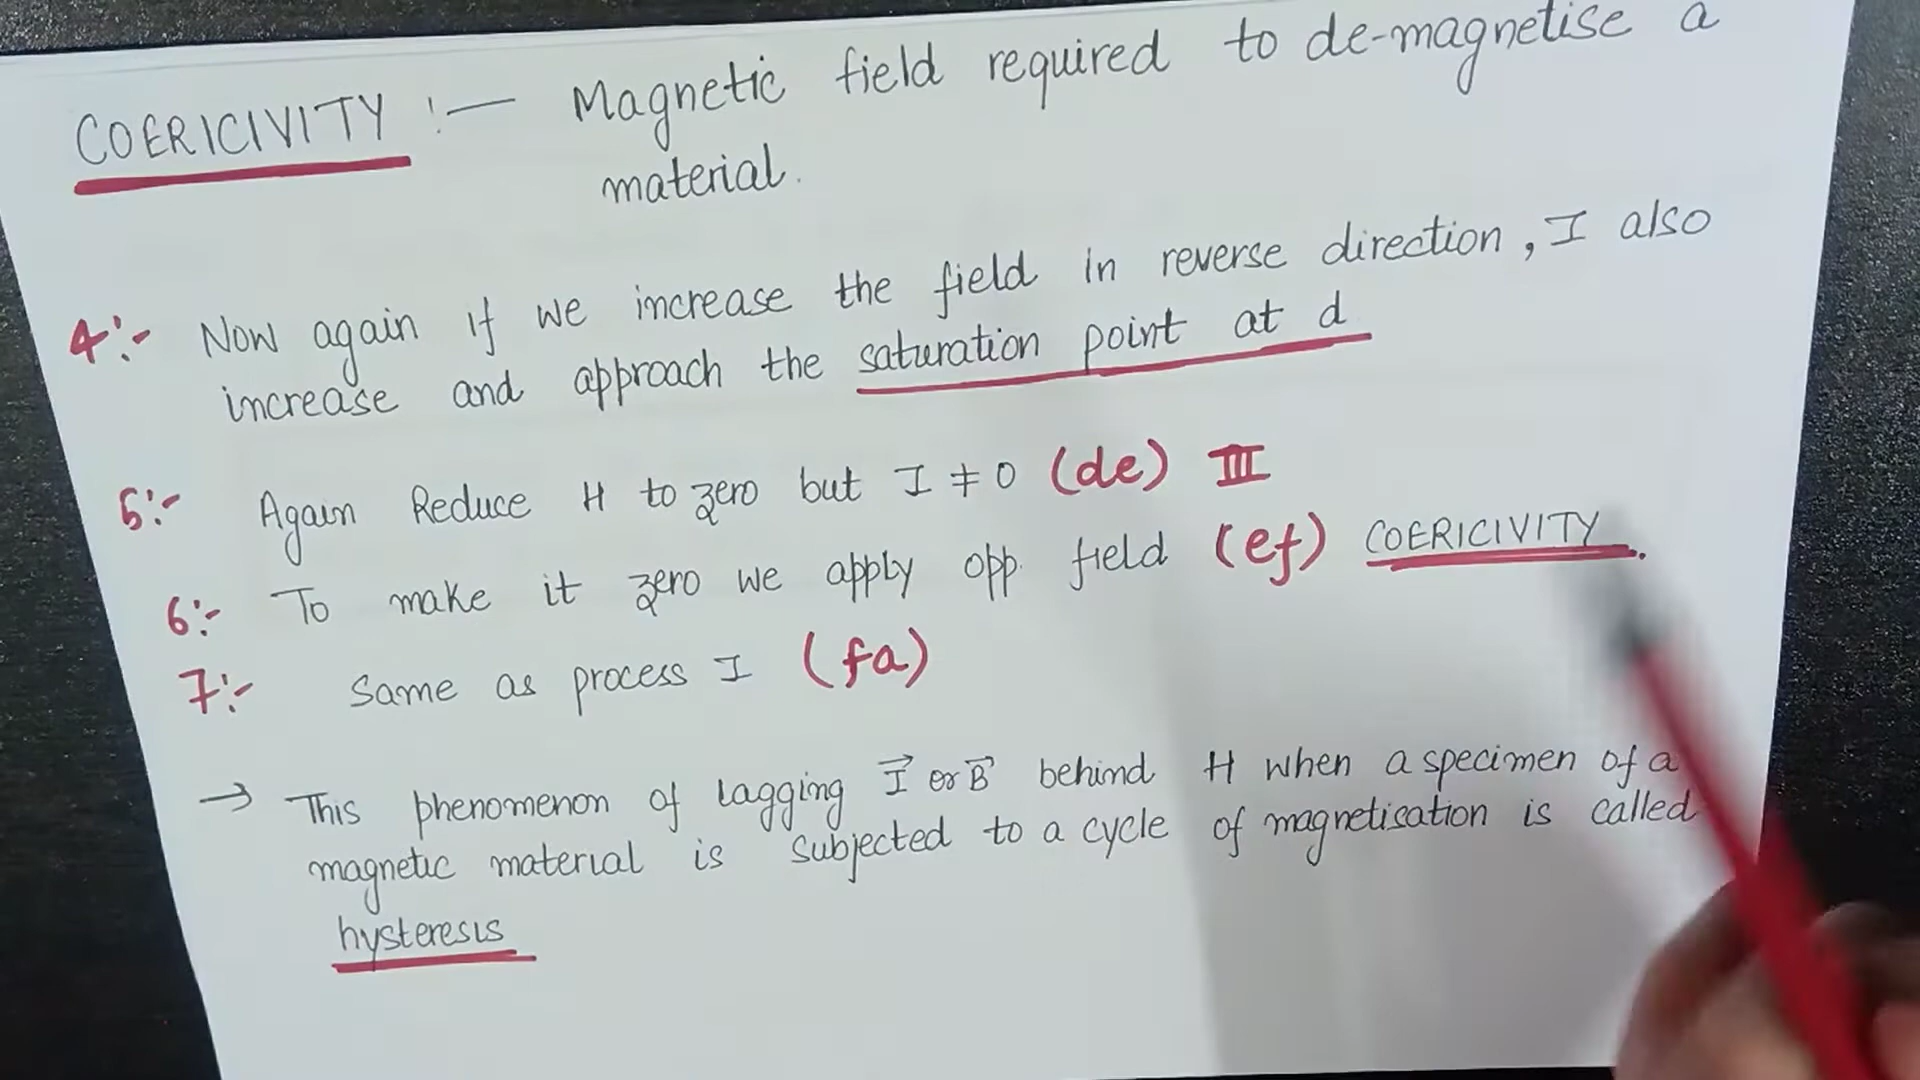 COERICIVITY :— Magnetic field required to de-magnetise a
material.
4:- Now again if we increase the field in reverse direction, I also
increase and approach the saturation point at d
5:- Again Reduce H to zero but I ≠ 0 (de) III
6:- To make it zero we apply opp. field (ef) COERICIVITY.
7:- Same as process I (fa)
→ This phenomenon of lagging I⃗ or B⃗ behind H when a specimen of a
magnetic material is subjected to a cycle of magnetisation is called
hysteresis